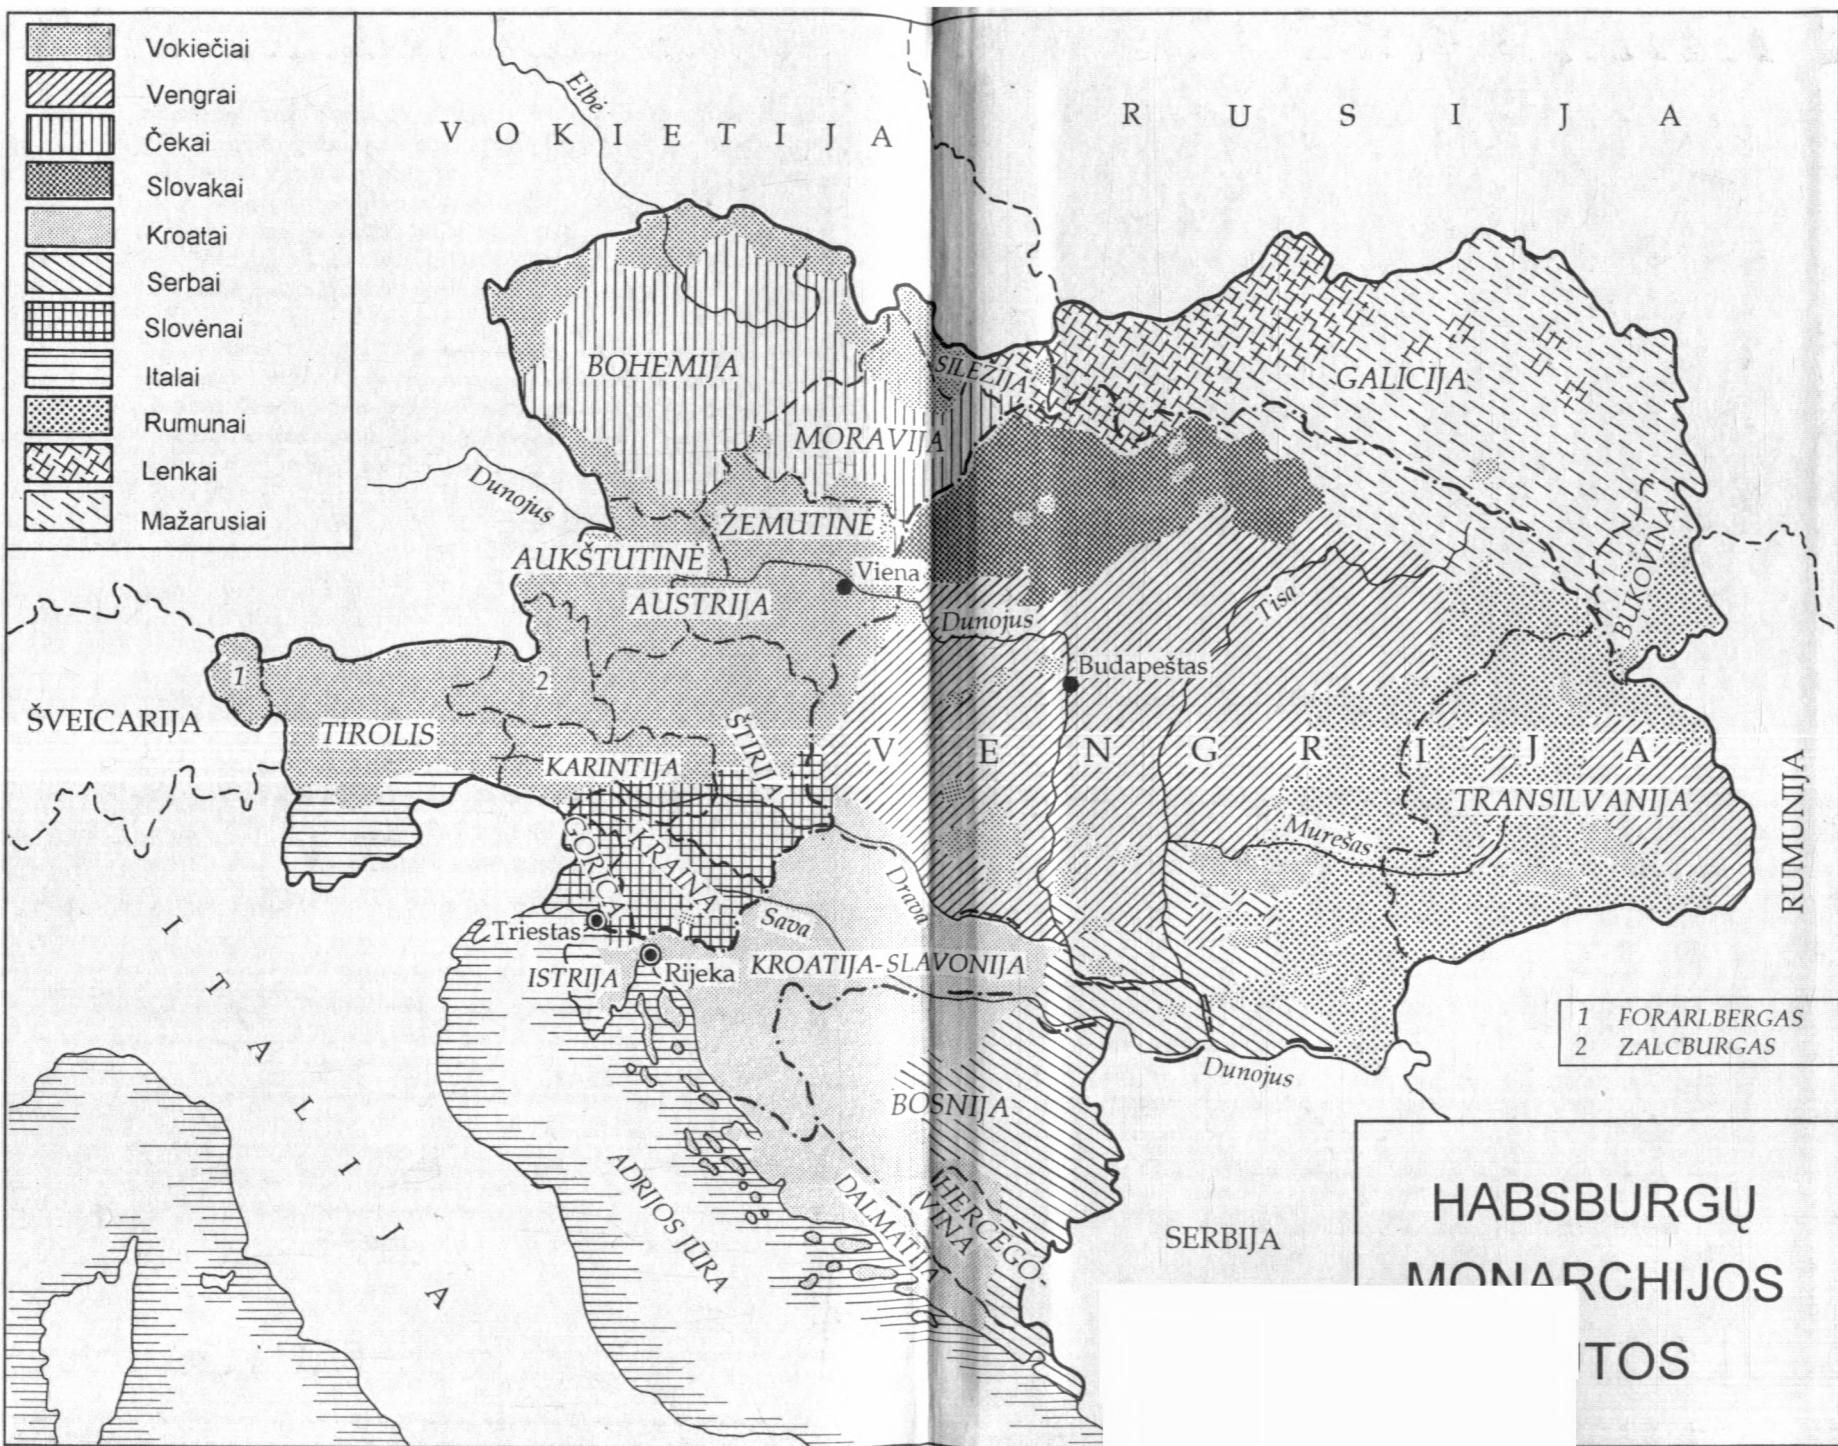 Vokiečiai
Vengrai
Čekai
Slovakai
Kroatai
Serbai
Slovėnai
Italai
Rumunai
Lenkai
Mažarusiai
VOKIETIJA
RUSIJA
Elbė
BOHEMIJA
MORAVIJA
SILEZIJA
GALICIJA
BUKOVINA
Dunojus
ŽEMUTINĖ
AUKŠTUTINĖ
AUSTRIJA
Viena
Dunojus
Tisa
Budapeštas
1
2
ŠVEICARIJA
TIROLIS
KARINTIJA
ŠTIRIJA
VENGRIJA
TRANSILVANIJA
Murešas
RUMUNIJA
GORICA
KRAINA
Drava
Sava
Triestas
Rijeka
ISTRIJA
KROATIJA-SLAVONIJA
ITALIJA
BOSNIJA
Dunojus
ADRIJOS JŪRA
DALMATIJA
HERCEGO-
VINA
SERBIJA
1 FORARLBERGAS
2 ZALCBURGAS
HABSBURGŲ
MONARCHIJOS
TOS